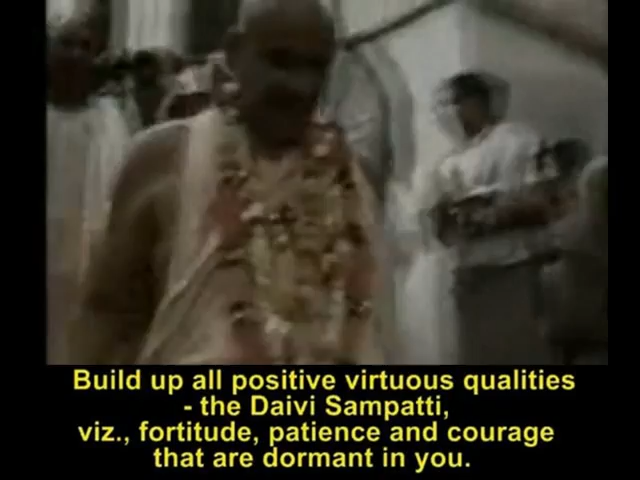 Build up all positive virtuous qualities
- the Daivi Sampatti,
viz., fortitude, patience and courage
that are dormant in you.